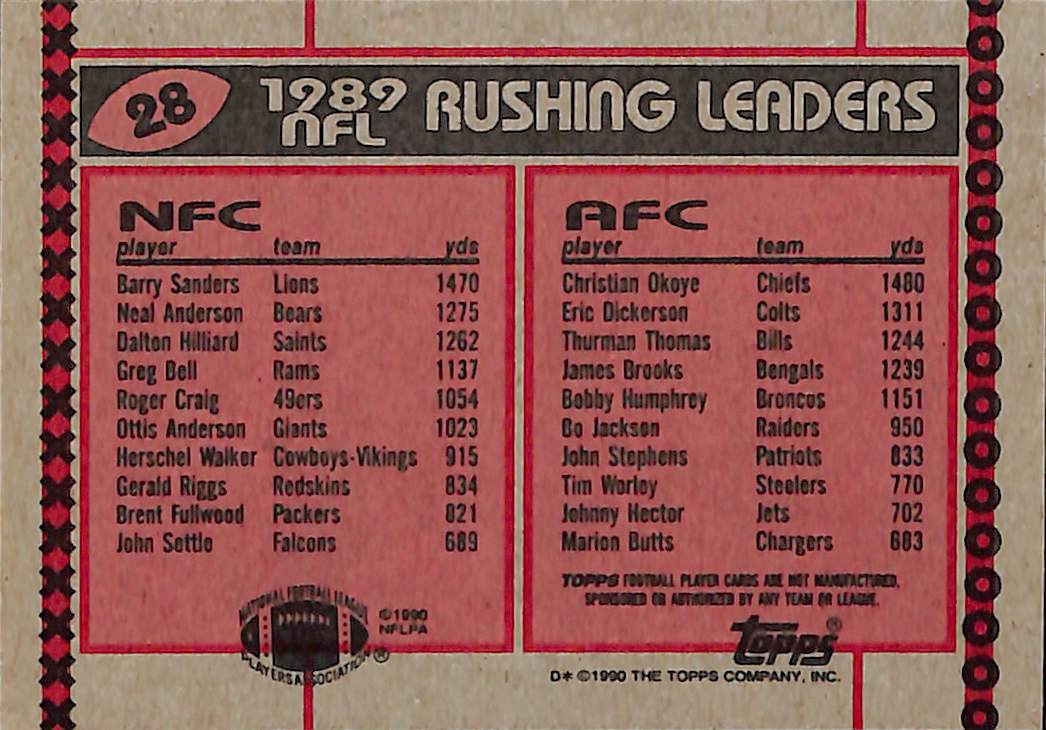 28 1989 NFL RUSHING LEADERS
NFC
player team yds
Barry Sanders Lions 1470
Neal Anderson Bears 1275
Dalton Hilliard Saints 1262
Greg Bell Rams 1137
Roger Craig 49ers 1054
Ottis Anderson Giants 1023
Herschel Walker Cowboys-Vikings 915
Gerald Riggs Redskins 834
Brent Fullwood Packers 821
John Settle Falcons 689
NATIONAL FOOTBALL LEAGUE
PLAYERS ASSOCIATION ®
©1990
NFLPA
AFC
player team yds
Christian Okoye Chiefs 1480
Eric Dickerson Colts 1311
Thurman Thomas Bills 1244
James Brooks Bengals 1239
Bobby Humphrey Broncos 1151
Bo Jackson Raiders 950
John Stephens Patriots 833
Tim Worley Steelers 770
Johnny Hector Jets 702
Marion Butts Chargers 683
TOPPS FOOTBALL PLAYER CARDS ARE NOT MANUFACTURED,
SPONSORED OR AUTHORIZED BY ANY TEAM OR LEAGUE.
topps®
D* ©1990 THE TOPPS COMPANY, INC.